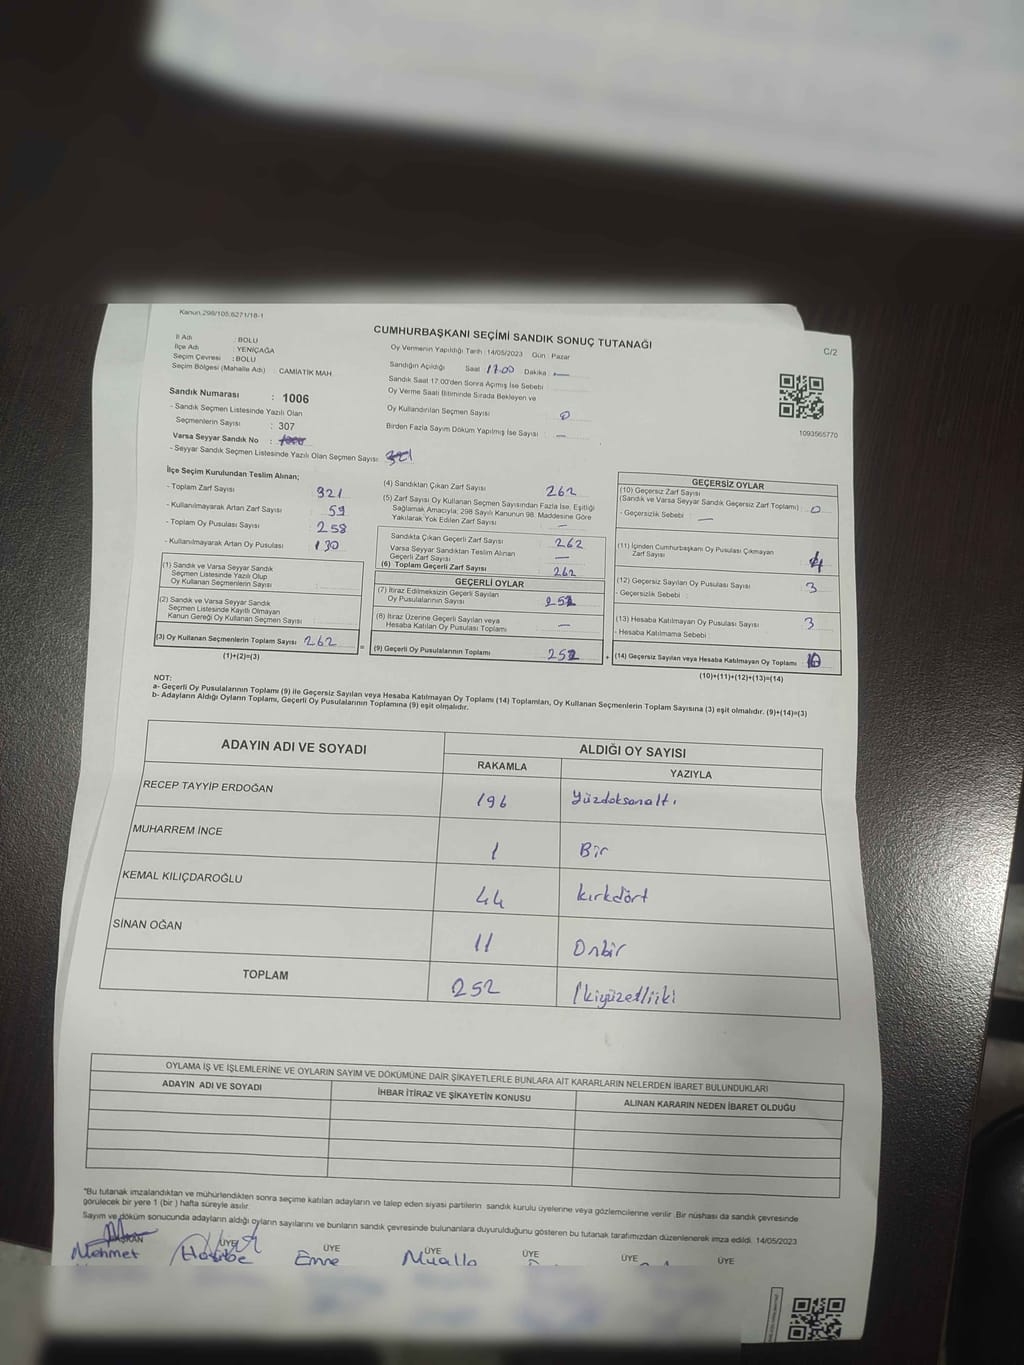 Kanun,298/105;6271/18-1
CUMHURBAŞKANI SEÇİMİ SANDIK SONUÇ TUTANAĞI
C/2
İl Adı : BOLU
İlçe Adı : YENİÇAĞA
Seçim Çevresi : BOLU
Seçim Bölgesi (Mahalle Adı) : CAMİATİK MAH.
Sandık Numarası : 1006
- Sandık Seçmen Listesinde Yazılı Olan
Seçmenlerin Sayısı : 307
Varsa Seyyar Sandık No :
- Seyyar Sandık Seçmen Listesinde Yazılı Olan Seçmen Sayısı:
Oy Vermenin Yapıldığı Tarih : 14/05/2023 Gün : Pazar
Sandığın Açıldığı Saat 17.00 Dakika : —
Sandık Saat 17:00'den Sonra Açımış İse Sebebi :
Oy Verme Saati Bitiminde Sırada Bekleyen ve
Oy Kullandırılan Seçmen Sayısı : 0
Birden Fazla Sayım Döküm Yapılmış İse Sayısı : —
1093565770
İlçe Seçim Kurulundan Teslim Alınan;
- Toplam Zarf Sayısı : 321
- Kullanılmayarak Artan Zarf Sayısı : 59
- Toplam Oy Pusulası Sayısı : 258
- Kullanılmayarak Artan Oy Pusulası : 130
(1) Sandık ve Varsa Seyyar Sandık
Seçmen Listesinde Yazılı Olup
Oy Kullanan Seçmenlerin Sayısı :
(2) Sandık ve Varsa Seyyar Sandık
Seçmen Listesinde Kayıtlı Olmayan
Kanun Gereği Oy Kullanan Seçmen Sayısı :
(3) Oy Kullanan Seçmenlerin Toplam Sayısı : 262
(1)+(2)=(3)
(4) Sandıktan Çıkan Zarf Sayısı : 262
(5) Zarf Sayısı Oy Kullanan Seçmen Sayısından Fazla İse, Eşitliği
Sağlamak Amacıyla; 298 Sayılı Kanunun 98. Maddesine Göre
Yakılarak Yok Edilen Zarf Sayısı : —
Sandıkta Çıkan Geçerli Zarf Sayısı : 262
Varsa Seyyar Sandıktan Teslim Alınan
Geçerli Zarf Sayısı : —
(6) Toplam Geçerli Zarf Sayısı : 262
GEÇERLİ OYLAR
(7) İtiraz Edilmeksizin Geçerli Sayılan
Oy Pusulalarının Sayısı : 252
(8) İtiraz Üzerine Geçerli Sayılan veya
Hesaba Katılan Oy Pusulası Toplamı : —
(9) Geçerli Oy Pusulalarının Toplamı : 252
GEÇERSİZ OYLAR
(10) Geçersiz Zarf Sayısı
(Sandık ve Varsa Seyyar Sandık Geçersiz Zarf Toplamı) : 0
- Geçersizlik Sebebi : —
(11) İçinden Cumhurbaşkanı Oy Pusulası Çıkmayan
Zarf Sayısı : 4
(12) Geçersiz Sayılan Oy Pusulası Sayısı : 3
- Geçersizlik Sebebi :
(13) Hesaba Katılmayan Oy Pusulası Sayısı : 3
- Hesaba Katılmama Sebebi :
(14) Geçersiz Sayılan veya Hesaba Katılmayan Oy Toplamı : 10
(10)+(11)+(12)+(13)=(14)
NOT:
a- Geçerli Oy Pusulalarının Toplamı (9) ile Geçersiz Sayılan veya Hesaba Katılmayan Oy Toplamı (14) Toplamları, Oy Kullanan Seçmenlerin Toplam Sayısına (3) eşit olmalıdır. (9)+(14)=(3)
b- Adayların Aldığı Oyların Toplamı, Geçerli Oy Pusulalarının Toplamına (9) eşit olmalıdır.
ADAYIN ADI VE SOYADI ALDIĞI OY SAYISI
RAKAMLA YAZIYLA
RECEP TAYYİP ERDOĞAN 196 Yüzdoksanaltı
MUHARREM İNCE 1 Bir
KEMAL KILIÇDAROĞLU 44 kırkdört
SİNAN OĞAN 11 Onbir
TOPLAM 252 İkiyüzelliiki
OYLAMA İŞ VE İŞLEMLERİNE VE OYLARIN SAYIM VE DÖKÜMÜNE DAİR ŞİKAYETLERLE BUNLARA AİT KARARLARIN NELERDEN İBARET BULUNDUKLARI
ADAYIN ADI VE SOYADI İHBAR İTİRAZ VE ŞİKAYETİN KONUSU ALINAN KARARIN NEDEN İBARET OLDUĞU
"Bu tutanak imzalandıktan ve mühürlendikten sonra seçime katılan adayların ve talep eden siyasi partilerin sandık kurulu üyelerine veya gözlemcilerine verilir. Bir nüshası da sandık çevresinde
görülecek bir yere 1 (bir ) hafta süreyle asılır.
Sayım ve döküm sonucunda adayların aldığı oyların sayılarını ve bunların sandık çevresinde bulunanlara duyurulduğunu gösteren bu tutanak tarafımızdan düzenlenerek imza edildi. 14/05/2023
ÜYE ÜYE ÜYE ÜYE ÜYE ÜYE
Mehmet Habibe Emne Mualla